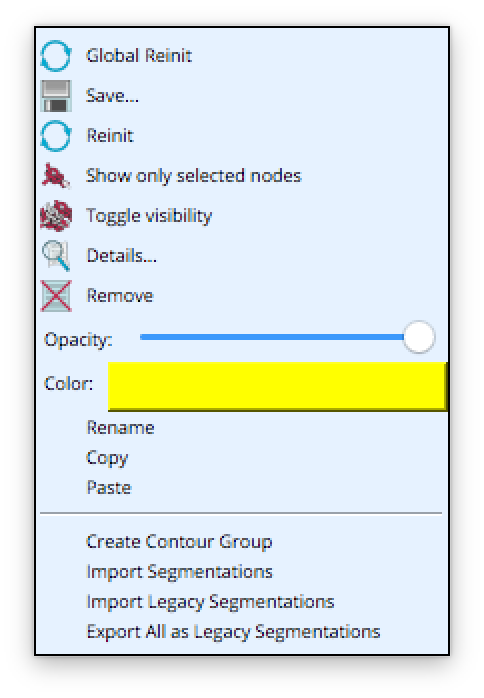 Global Reinit
Save...
Reinit
Show only selected nodes
Toggle visibility
Details...
Remove
Opacity:
Color:
Rename
Copy
Paste
Create Contour Group
Import Segmentations
Import Legacy Segmentations
Export All as Legacy Segmentations